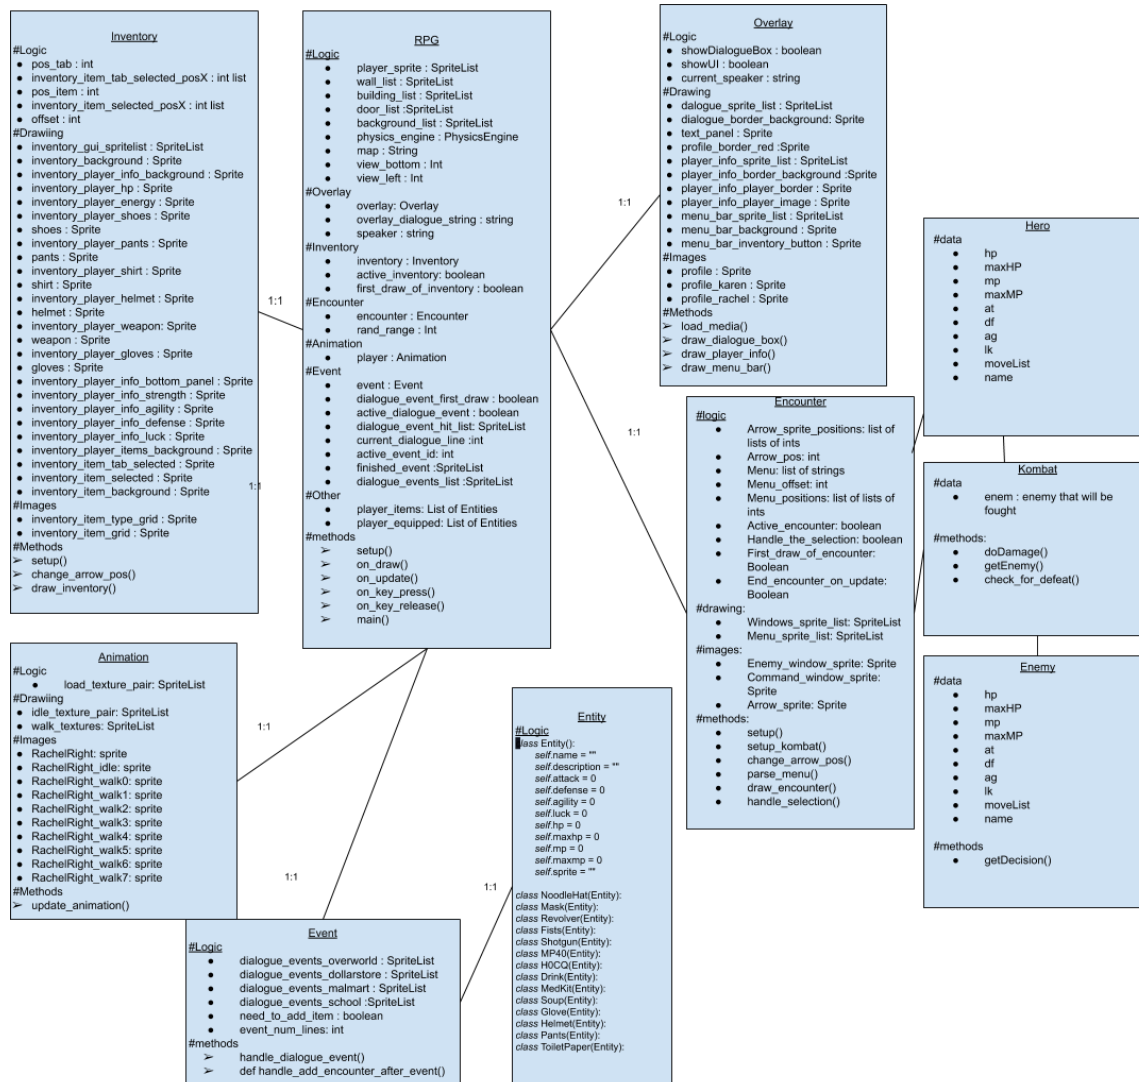 Inventory
#Logic
pos_tab : int
inventory_item_tab_selected_posX : int list
pos_item : int
inventory_item_selected_posX : int list
offset : int
#Drawiing
inventory_gui_spritelist : SpriteList
inventory_background : Sprite
inventory_player_info_background : Sprite
inventory_player_hp : Sprite
inventory_player_energy : Sprite
inventory_player_shoes : Sprite
shoes : Sprite
inventory_player_pants : Sprite
pants : Sprite
inventory_player_shirt : Sprite
shirt : Sprite
inventory_player_helmet : Sprite
helmet : Sprite
inventory_player_weapon: Sprite
weapon : Sprite
inventory_player_gloves : Sprite
gloves : Sprite
inventory_player_info_bottom_panel : Sprite
inventory_player_info_strength : Sprite
inventory_player_info_agility : Sprite
inventory_player_info_defense : Sprite
inventory_player_info_luck : Sprite
inventory_player_items_background : Sprite
inventory_item_tab_selected : Sprite
inventory_item_selected : Sprite
inventory_item_background : Sprite
#Images
inventory_item_type_grid : Sprite
inventory_item_grid : Sprite
#Methods
setup()
change_arrow_pos()
draw_inventory()
1:1
1:1
RPG
#Logic
player_sprite : SpriteList
wall_list : SpriteList
building_list : SpriteList
door_list :SpriteList
background_list : SpriteList
physics_engine : PhysicsEngine
map : String
view_bottom : Int
view_left : Int
#Overlay
overlay: Overlay
overlay_dialogue_string : string
speaker : string
#Inventory
inventory : Inventory
active_inventory: boolean
first_draw_of_inventory : boolean
#Encounter
encounter : Encounter
rand_range : Int
#Animation
player : Animation
#Event
event : Event
dialogue_event_first_draw : boolean
active_dialogue_event : boolean
dialogue_event_hit_list: SpriteList
current_dialogue_line :int
active_event_id: int
finished_event :SpriteList
dialogue_events_list :SpriteList
#Other
player_items: List of Entities
player_equipped: List of Entities
#methods
setup()
on_draw()
on_update()
on_key_press()
on_key_release()
main()
1:1
1:1
Overlay
#Logic
showDialogueBox : boolean
showUI : boolean
current_speaker : string
#Drawing
dalogue_sprite_list : SpriteList
dialogue_border_background: Sprite
text_panel : Sprite
profile_border_red :Sprite
player_info_sprite_list : SpriteList
player_info_border_background :Sprite
player_info_player_border : Sprite
player_info_player_image : Sprite
menu_bar_sprite_list : SpriteList
menu_bar_background : Sprite
menu_bar_inventory_button : Sprite
#Images
profile : Sprite
profile_karen : Sprite
profile_rachel : Sprite
#Methods
load_media()
draw_dialogue_box()
draw_player_info()
draw_menu_bar()
Hero
#data
hp
maxHP
mp
maxMP
at
df
ag
lk
moveList
name
Encounter
#logic
Arrow_sprite_positions: list of
lists of ints
Arrow_pos: int
Menu: list of strings
Menu_offset: int
Menu_positions: list of lists of
ints
Active_encounter: boolean
Handle_the_selection: boolean
First_draw_of_encounter:
Boolean
End_encounter_on_update:
Boolean
#drawing:
Windows_sprite_list: SpriteList
Menu_sprite_list: SpriteList
#images:
Enemy_window_sprite: Sprite
Command_window_sprite:
Sprite
Arrow_sprite: Sprite
#methods:
setup()
setup_kombat()
change_arrow_pos()
parse_menu()
draw_encounter()
handle_selection()
Kombat
#data
enem : enemy that will be
fought
#methods:
doDamage()
getEnemy()
check_for_defeat()
Enemy
#data
hp
maxHP
mp
maxMP
at
df
ag
lk
moveList
name
#methods
getDecision()
Animation
#Logic
load_texture_pair: SpriteList
#Drawiing
idle_texture_pair: SpriteList
walk_textures: SpriteList
#Images
RachelRight: sprite
RachelRight_idle: sprite
RachelRight_walk0: sprite
RachelRight_walk1: sprite
RachelRight_walk2: sprite
RachelRight_walk3: sprite
RachelRight_walk4: sprite
RachelRight_walk5: sprite
RachelRight_walk6: sprite
RachelRight_walk7: sprite
#Methods
update_animation()
1:1
1:1
1:1
Event
#Logic
dialogue_events_overworld : SpriteList
dialogue_events_dollarstore : SpriteList
dialogue_events_malmart : SpriteList
dialogue_events_school :SpriteList
need_to_add_item : boolean
event_num_lines: int
#methods
handle_dialogue_event()
def handle_add_encounter_after_event()
Entity
#Logic
class Entity():
self.name = ""
self.description = ""
self.attack = 0
self.defense = 0
self.agility = 0
self.luck = 0
self.hp = 0
self.maxhp = 0
self.mp = 0
self.maxmp = 0
self.sprite = ""
class NoodleHat(Entity):
class Mask(Entity):
class Revolver(Entity):
class Fists(Entity):
class Shotgun(Entity):
class MP40(Entity):
class H0CQ(Entity):
class Drink(Entity):
class MedKit(Entity):
class Soup(Entity):
class Glove(Entity):
class Helmet(Entity):
class Pants(Entity):
class ToiletPaper(Entity):